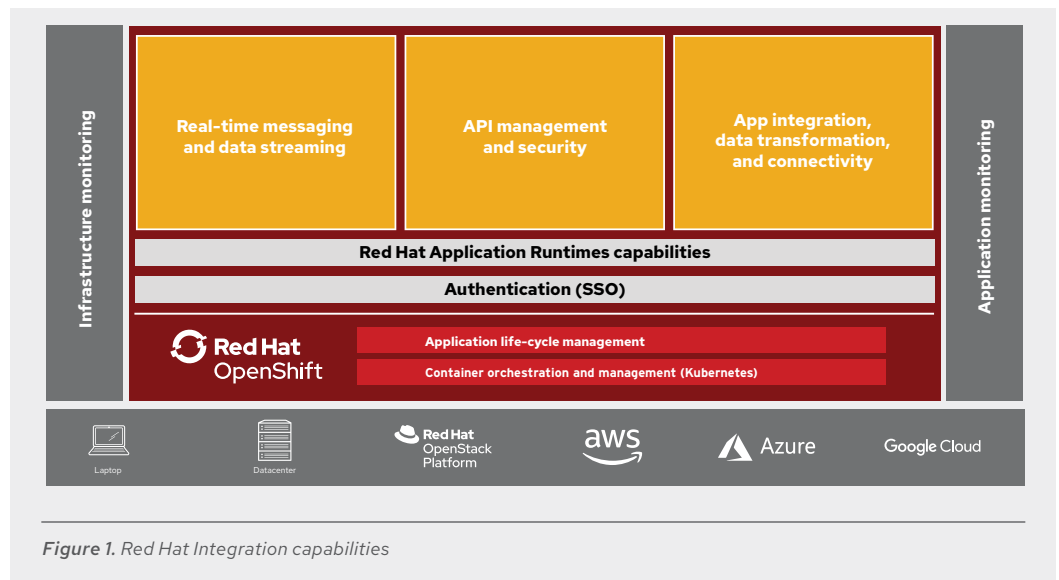 Infrastructure monitoring
Real-time messaging
and data streaming
API management
and security
App integration,
data transformation,
and connectivity
Application monitoring
Red Hat Application Runtimes capabilities
Authentication (SSO)
Red Hat
OpenShift
Application life-cycle management
Container orchestration and management (Kubernetes)
Laptop
Datacenter
Red Hat
OpenStack
Platform
aws
Azure
Google Cloud
Figure 1. Red Hat Integration capabilities